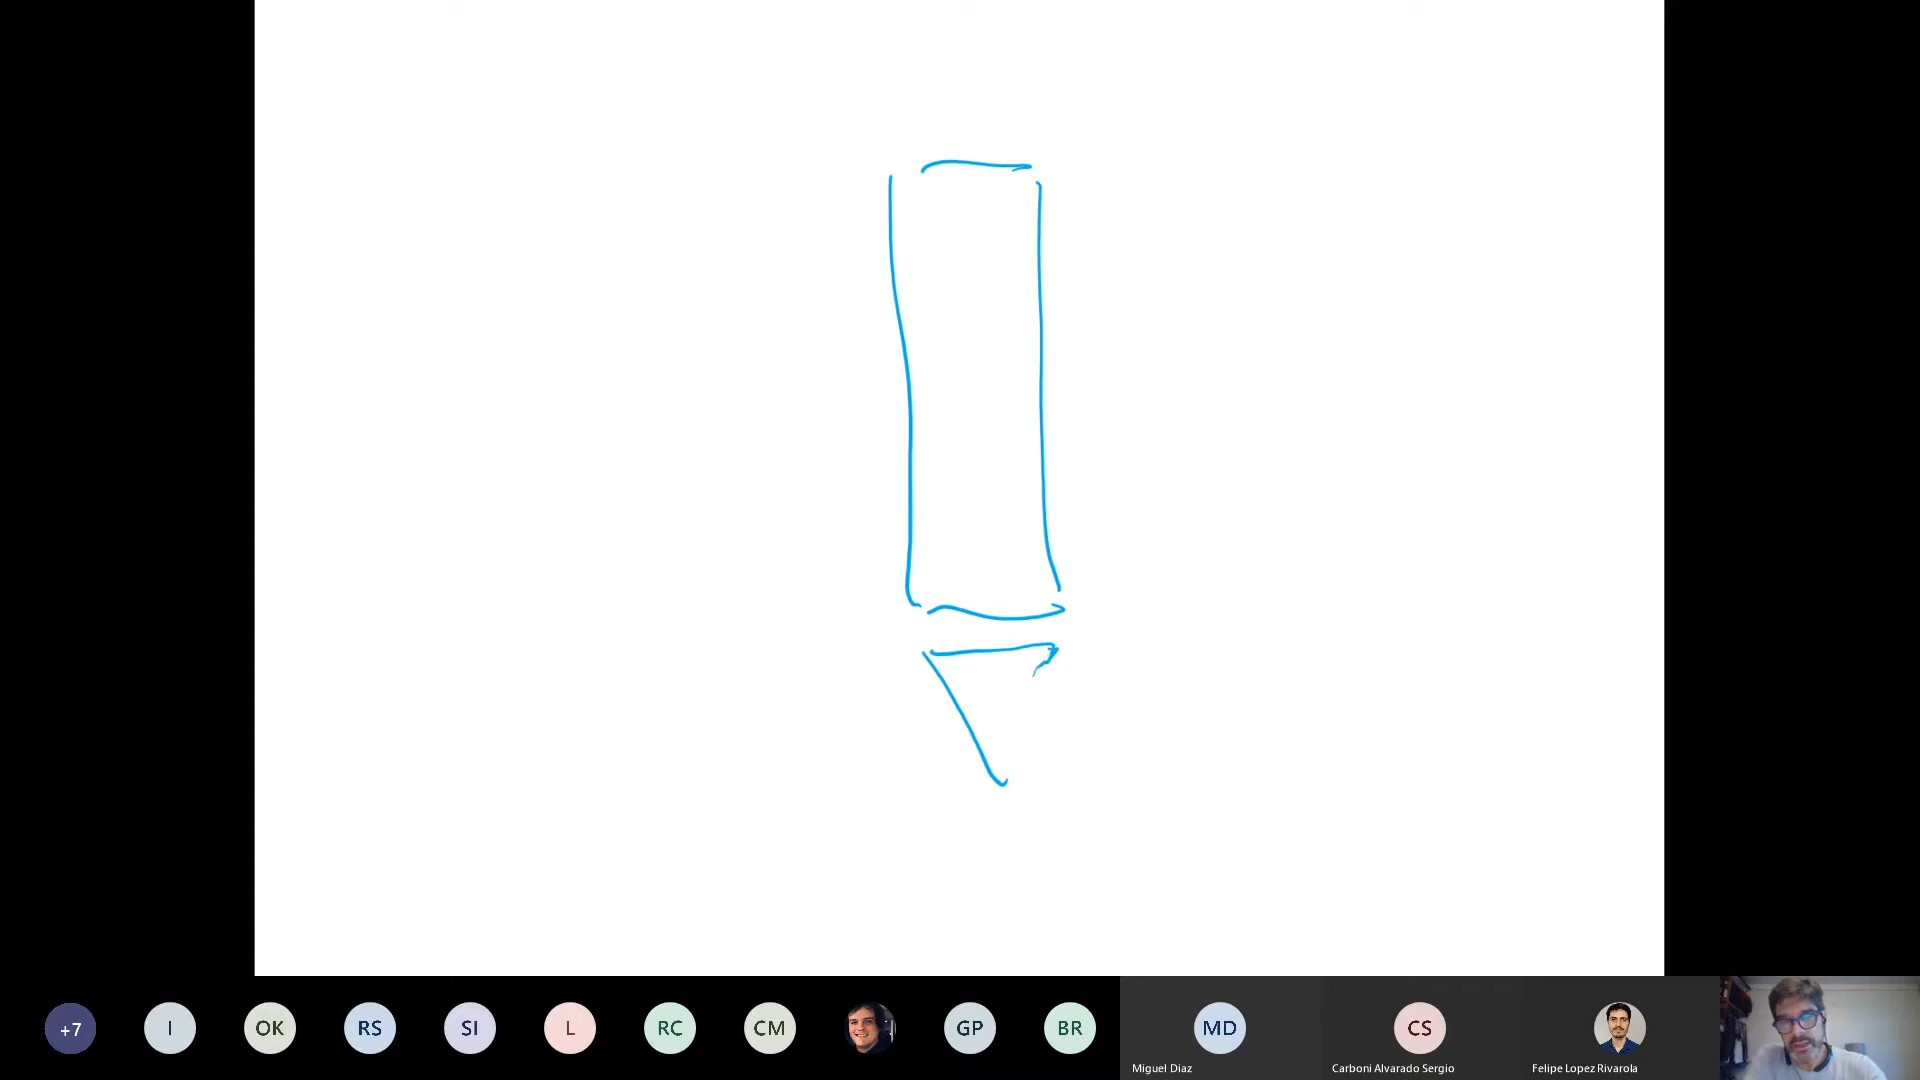 +7 I OK RS SI L RC CM GP BR MD CS
Miguel Diaz Carboni Alvarado Sergio Felipe Lopez Rivarola